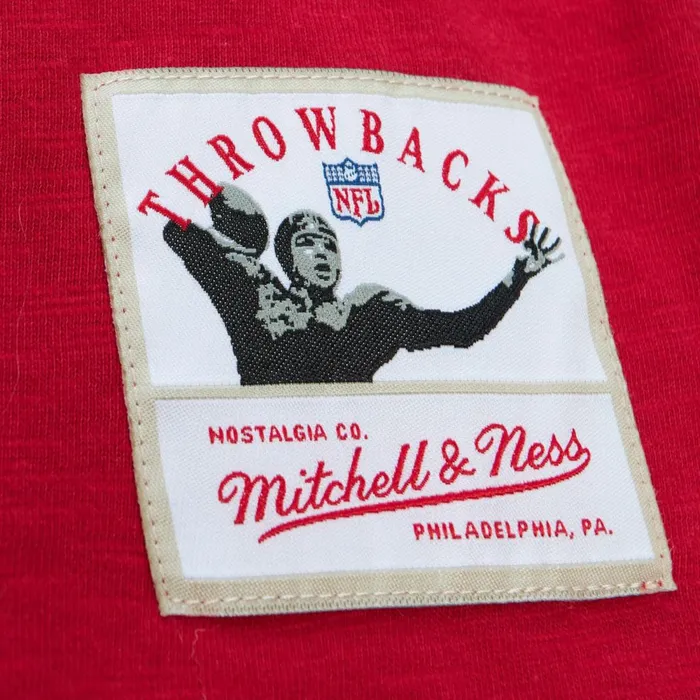 THROWBACKS
NFL
NOSTALGIA CO.
Mitchell & Ness
PHILADELPHIA, PA.